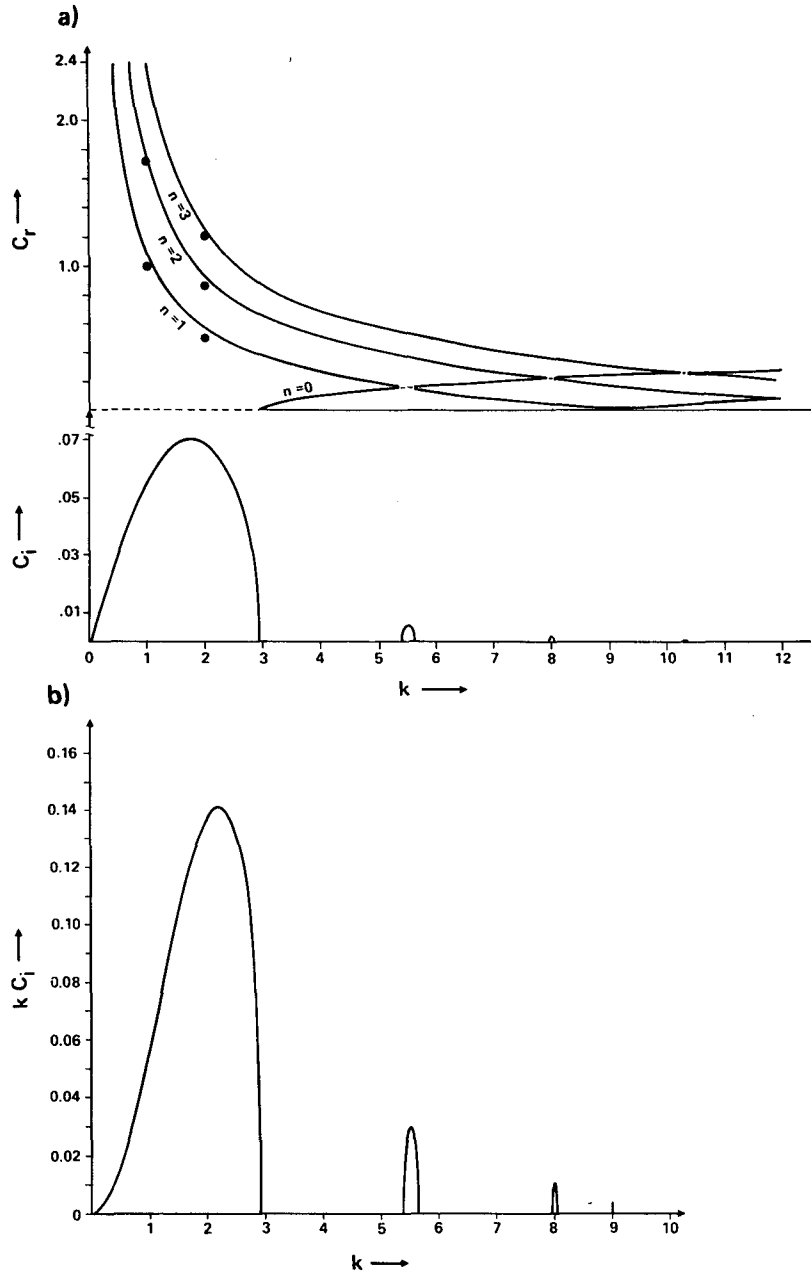 a)
2.4
2.0
1.0
C_r →
n =3
n =2
n =1
n =0
.07
.05
.03
.01
C_i →
0 1 2 3 4 5 6 7 8 9 10 11 12
k →
b)
0.16
0.14
0.12
0.10
0.08
0.06
0.04
0.02
0
k C_i →
1 2 3 4 5 6 7 8 9 10
k →